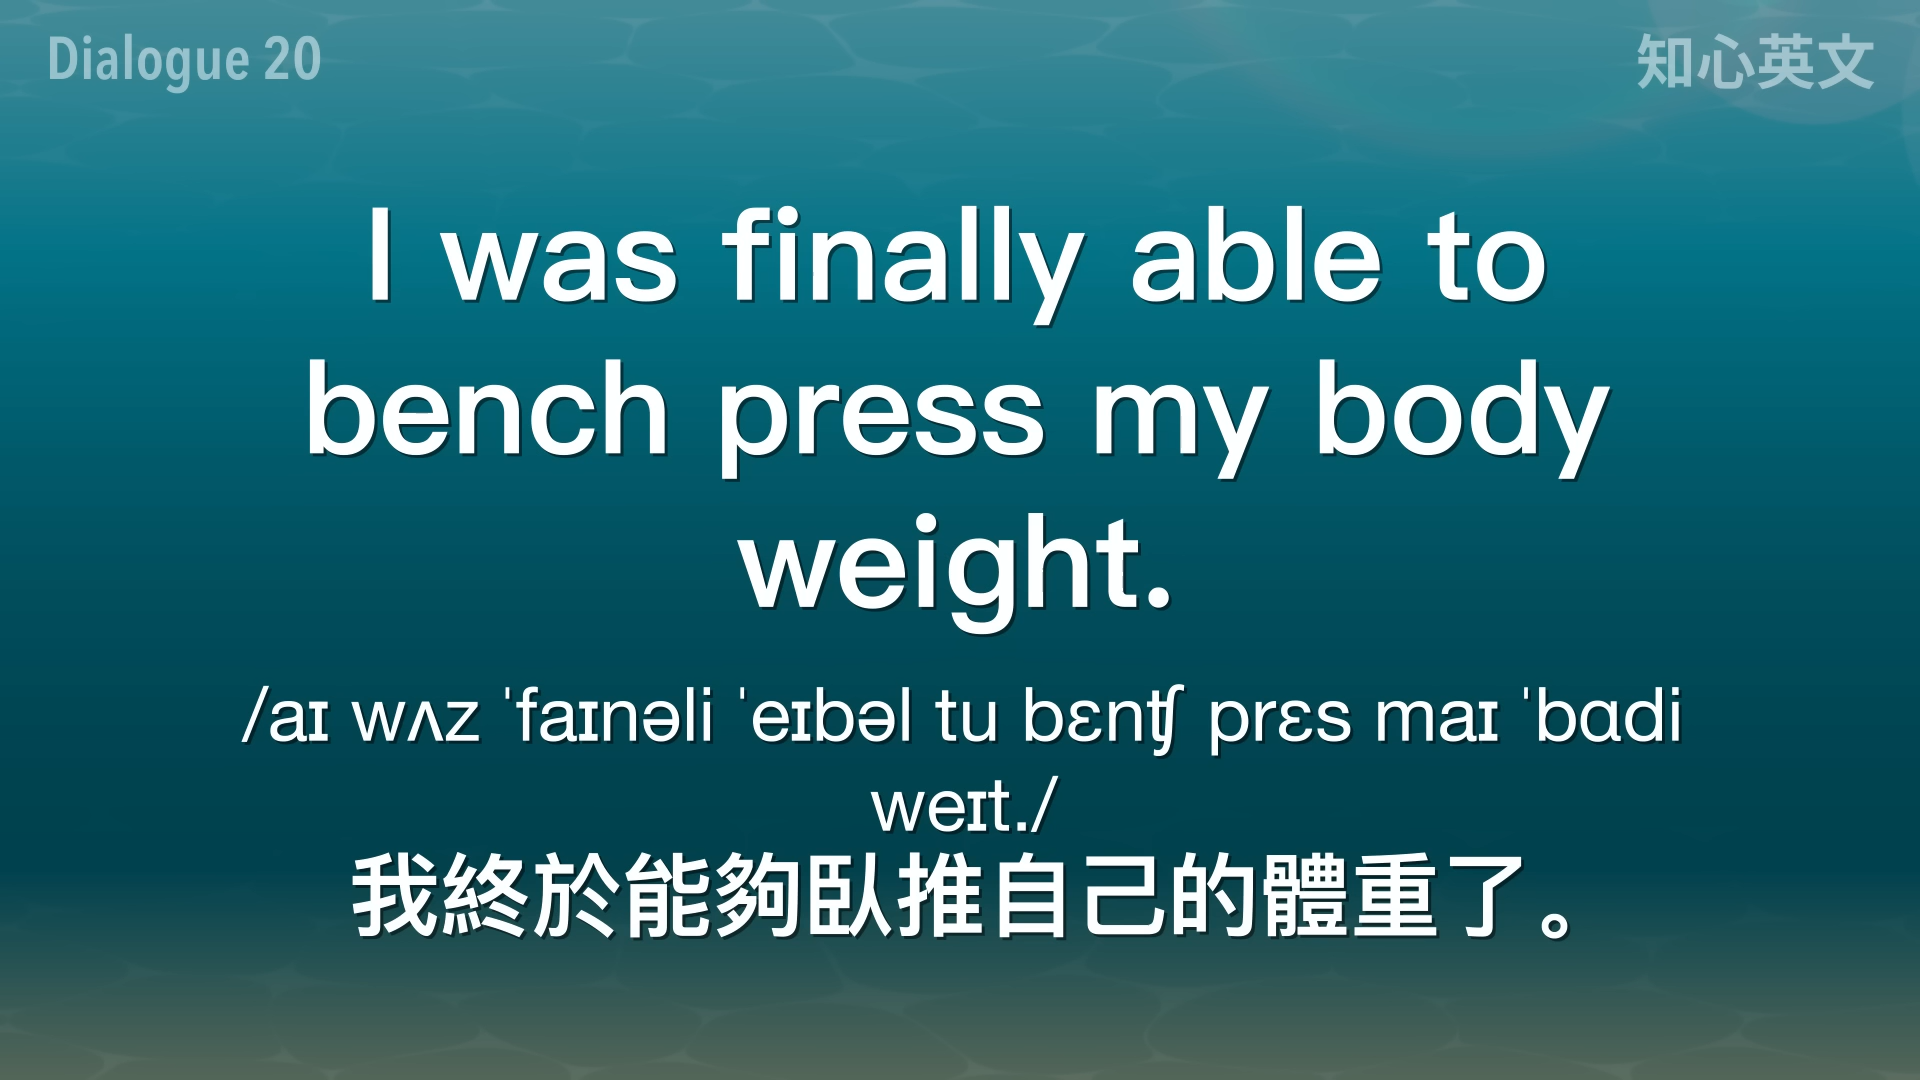 Dialogue 20
知心英文
I was finally able to
bench press my body
weight.
/aɪ wʌz ˈfaɪnəli ˈeɪbəl tu bɛnʧ prɛs maɪ ˈbɑdi
weɪt./
我終於能夠臥推自己的體重了。